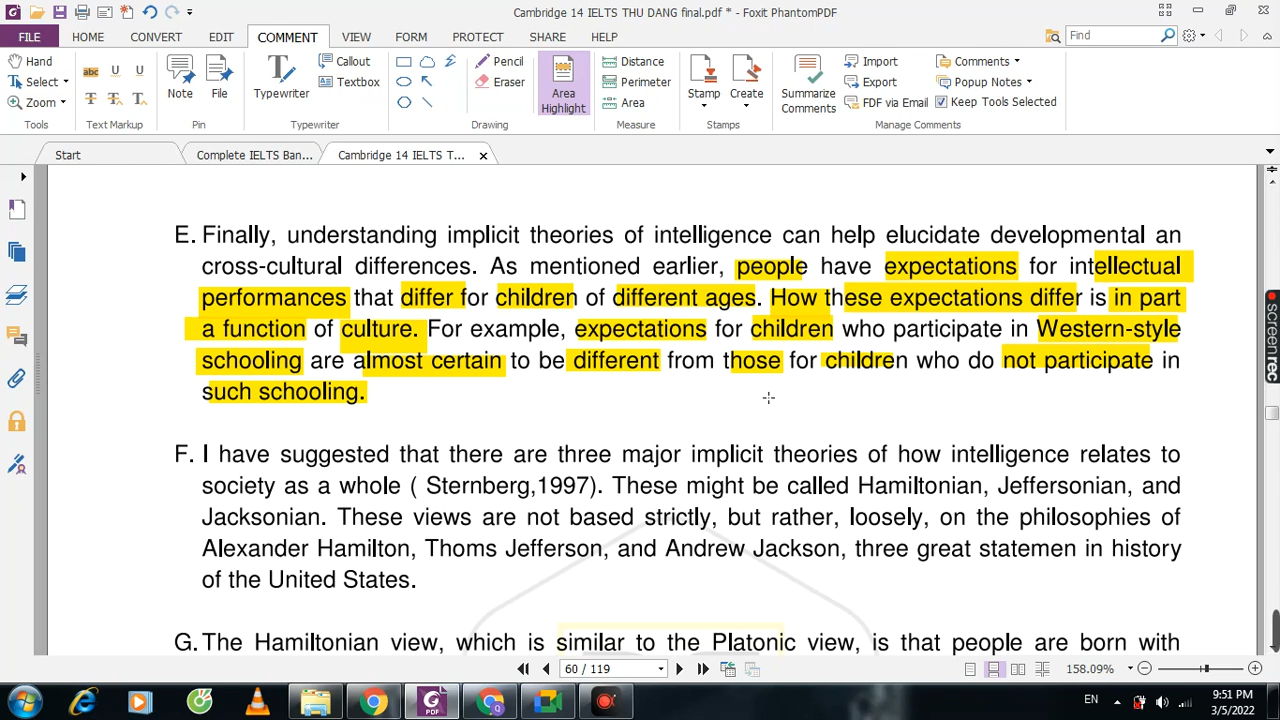 Cambridge 14 IELTS THU DANG final.pdf * - Foxit PhantomPDF
FILE HOME CONVERT EDIT COMMENT VIEW FORM PROTECT SHARE HELP Find
Hand Callout Pencil Distance Import Comments
Select Textbox Eraser Perimeter Export Popup Notes
Zoom Note File Typewriter Area Highlight Area Stamp Create Summarize Comments FDF via Email Keep Tools Selected
Tools Text Markup Pin Typewriter Drawing Measure Stamps Manage Comments
Start Complete IELTS Ban... Cambridge 14 IELTS T...
E. Finally, understanding implicit theories of intelligence can help elucidate developmental an
cross-cultural differences. As mentioned earlier, people have expectations for intellectual
performances that differ for children of different ages. How these expectations differ is in part
a function of culture. For example, expectations for children who participate in Western-style
schooling are almost certain to be different from those for children who do not participate in
such schooling.
F. I have suggested that there are three major implicit theories of how intelligence relates to
society as a whole ( Sternberg,1997). These might be called Hamiltonian, Jeffersonian, and
Jacksonian. These views are not based strictly, but rather, loosely, on the philosophies of
Alexander Hamilton, Thoms Jefferson, and Andrew Jackson, three great statemen in history
of the United States.
G. The Hamiltonian view, which is similar to the Platonic view, is that people are born with
screenrec
60 / 119 158.09%
PDF
EN 9:51 PM
3/5/2022